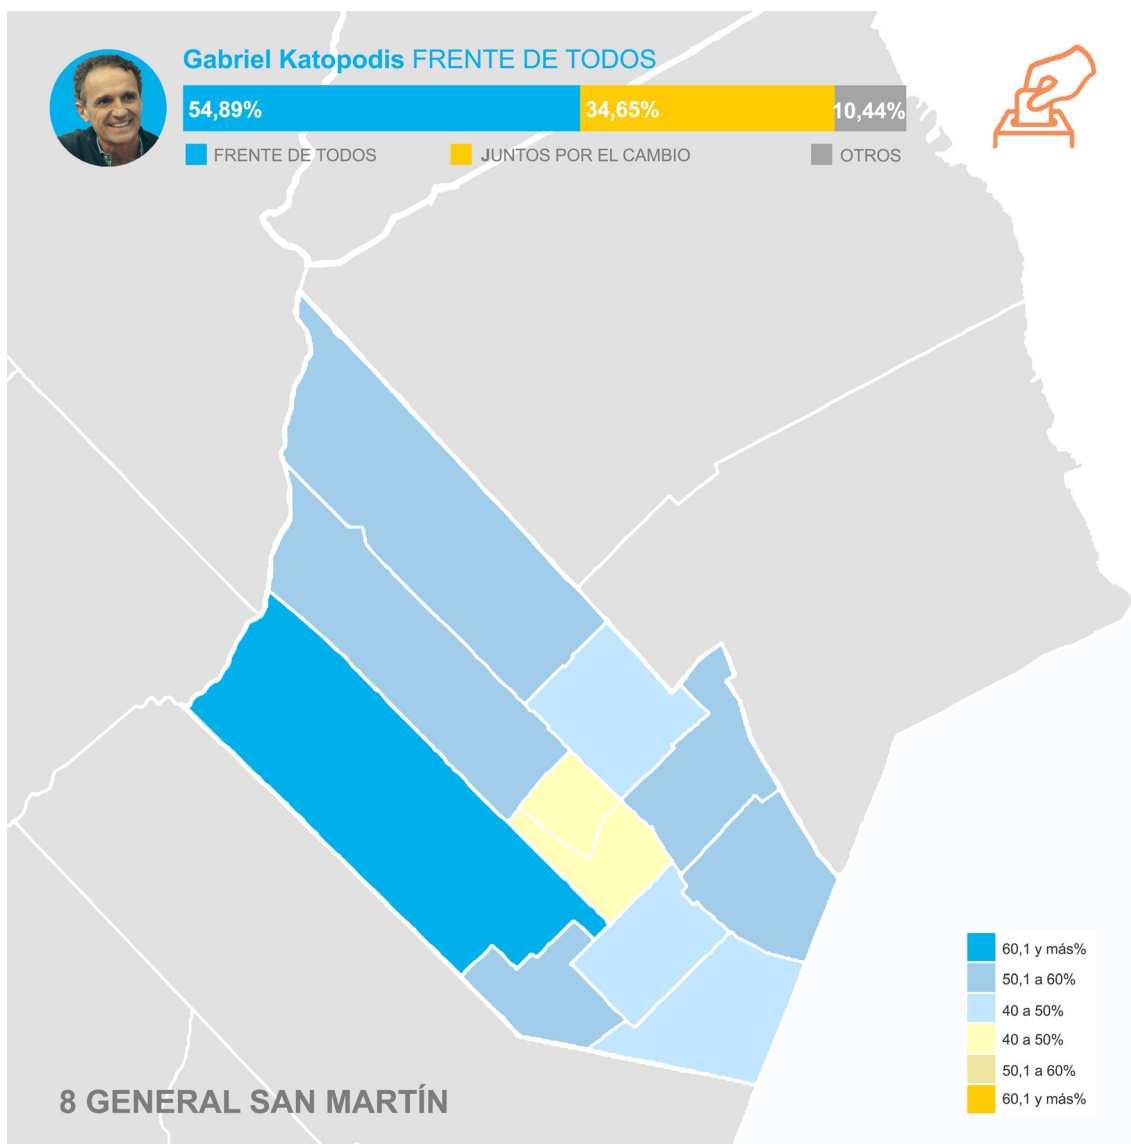 Gabriel Katopodis FRENTE DE TODOS
54,89% 34,65% 10,44%
FRENTE DE TODOS JUNTOS POR EL CAMBIO OTROS
60,1 y más%
50,1 a 60%
40 a 50%
40 a 50%
50,1 a 60%
60,1 y más%
8 GENERAL SAN MARTÍN